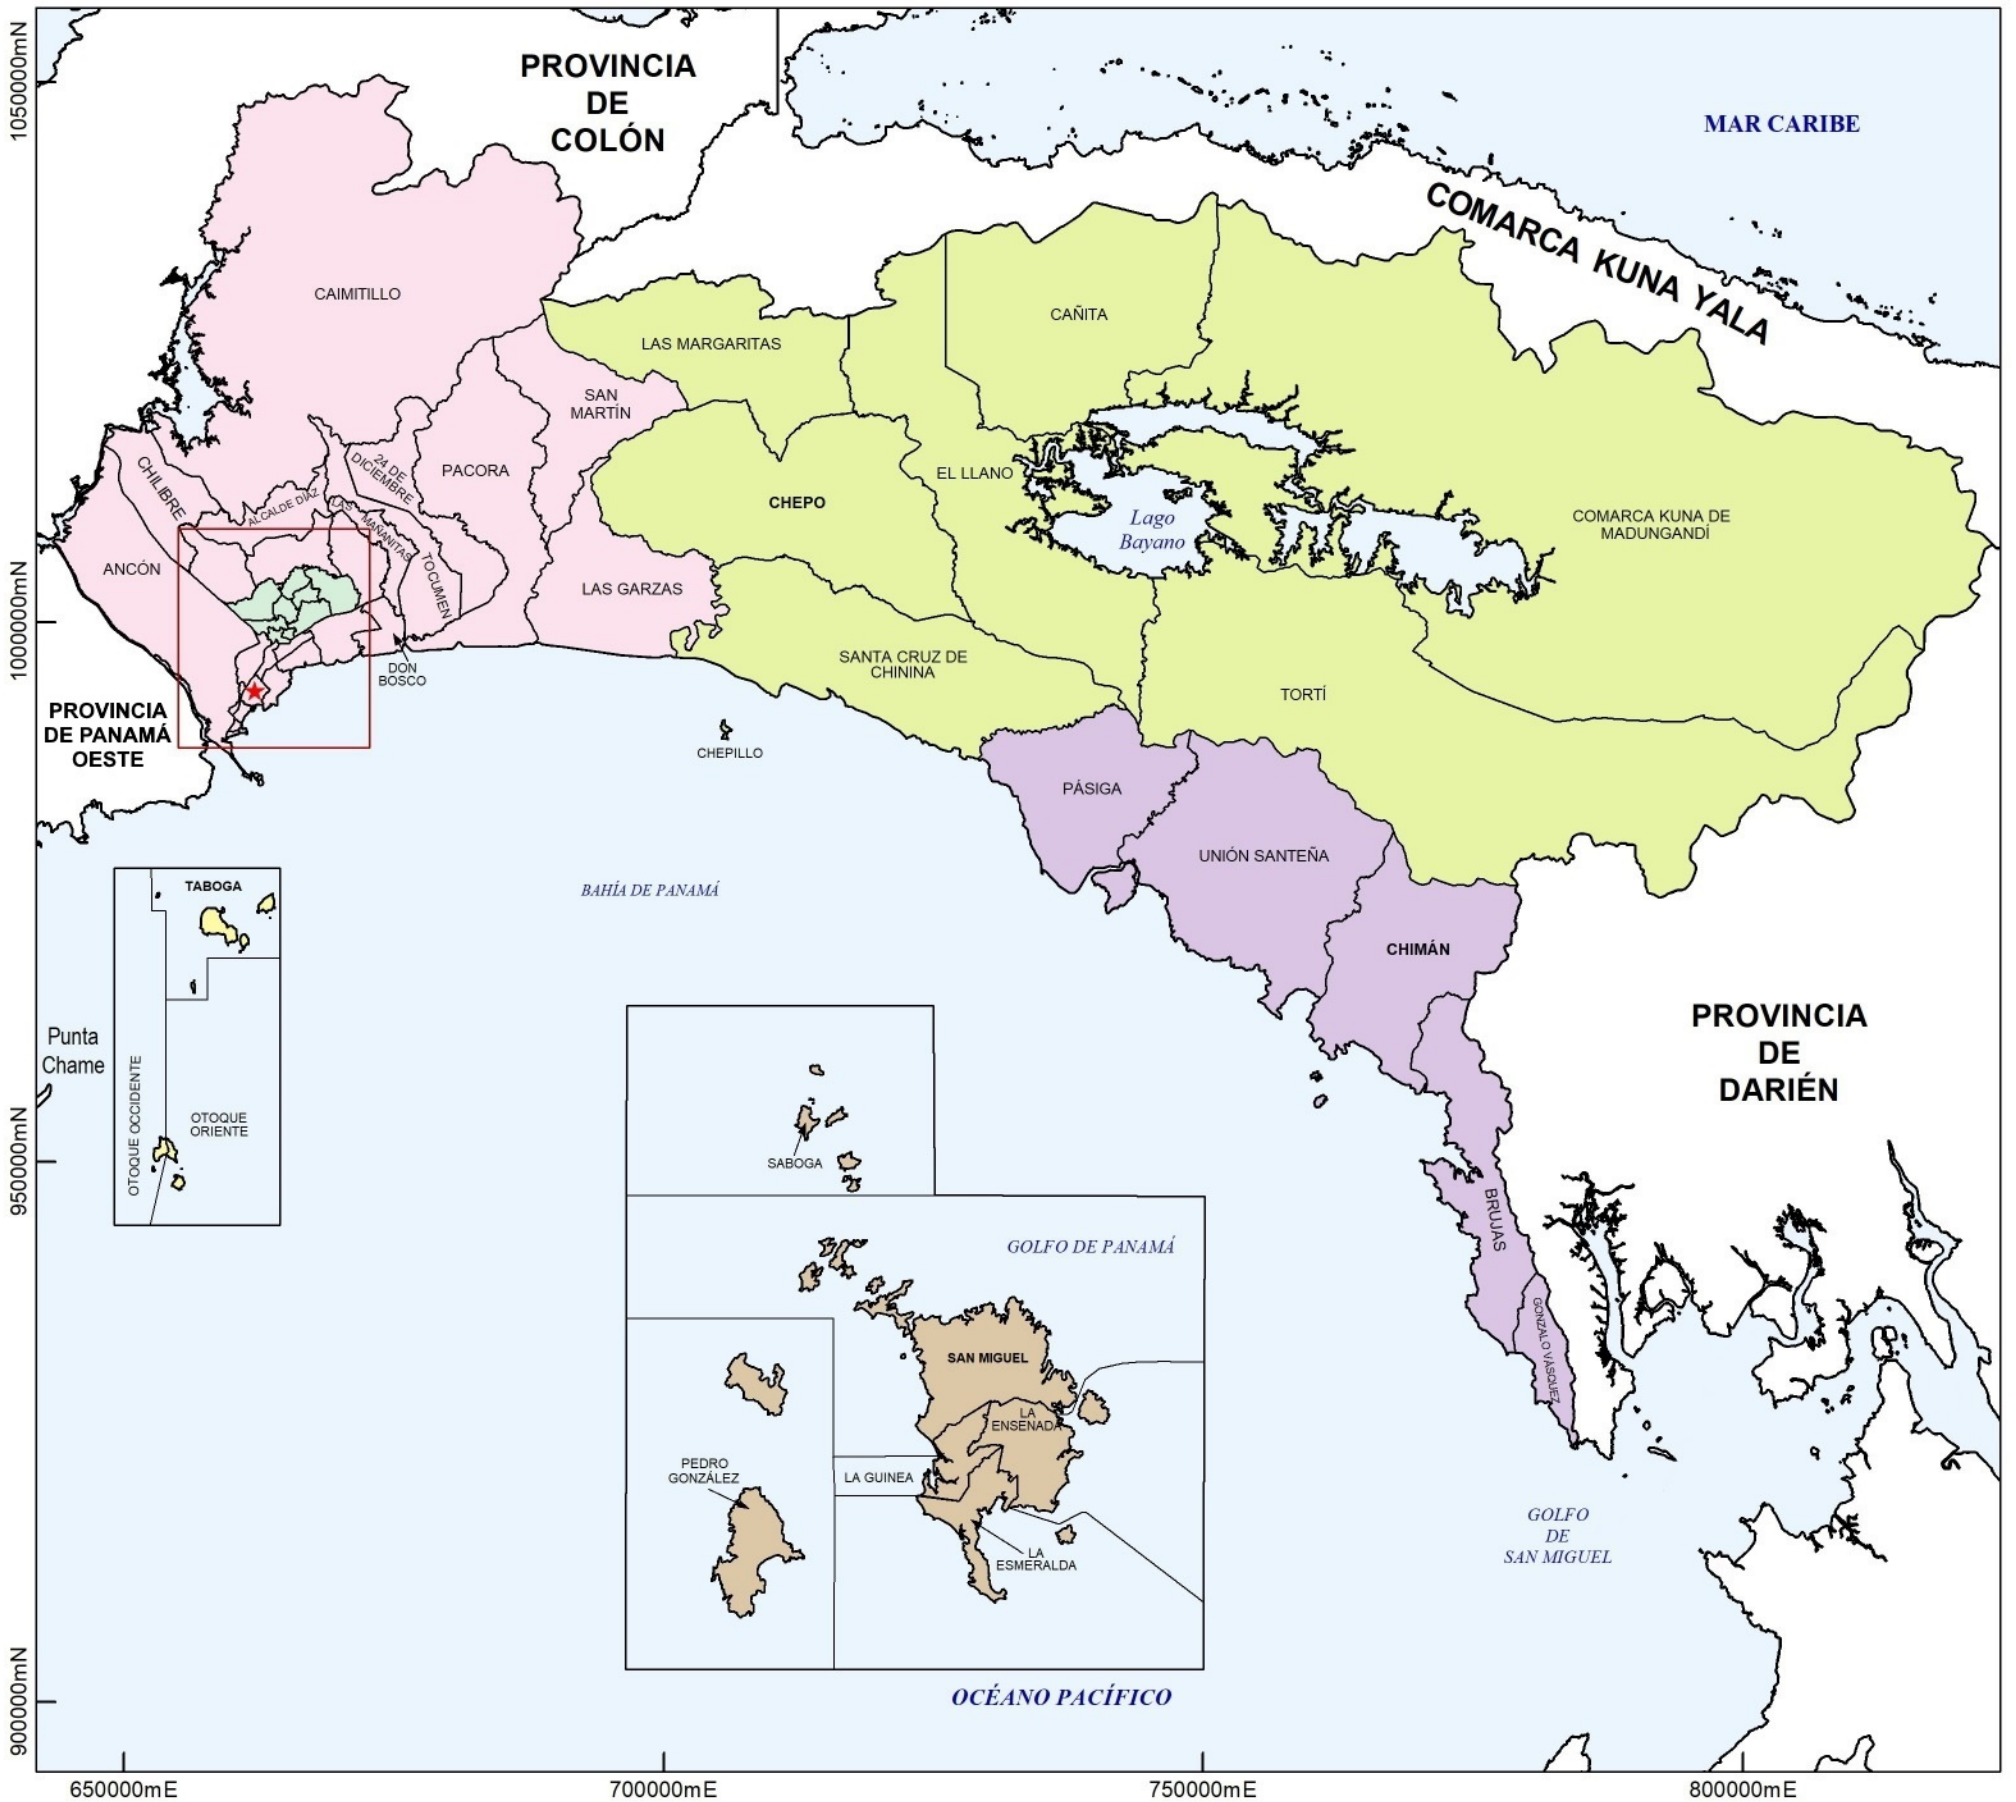 1050000mN
PROVINCIA
DE
COLÓN
MAR CARIBE
COMARCA KUNA YALA
CAIMITILLO
CAÑITA
LAS MARGARITAS
SAN
MARTÍN
24 DE
DICIEMBRE
PACORA
CHILIBRE
EL LLANO
CHEPO
ALCALDE DÍAZ
LAS MAÑANITAS
Lago
Bayano
COMARCA KUNA DE
MADUNGANDÍ
ANCÓN
TOCUMEN
LAS GARZAS
1000000mN
DON
BOSCO
SANTA CRUZ DE
CHININA
TORTÍ
PROVINCIA
DE PANAMÁ
OESTE
CHEPILLO
PÁSIGA
UNIÓN SANTEÑA
TABOGA
BAHÍA DE PANAMÁ
CHIMÁN
PROVINCIA
DE
DARIÉN
Punta
Chame
OTOQUE OCCIDENTE
OTOQUE
ORIENTE
950000mN
SABOGA
BRUJAS
GOLFO DE PANAMÁ
SAN MIGUEL
GONZALO VÁSQUEZ
LA
ENSENADA
PEDRO
GONZÁLEZ
LA GUINEA
LA
ESMERALDA
GOLFO
DE
SAN MIGUEL
900000mN
OCÉANO PACÍFICO
650000mE
700000mE
750000mE
800000mE